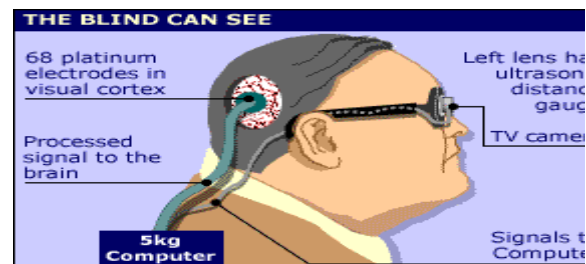 THE BLIND CAN SEE
68 platinum
electrodes in
visual cortex
Left lens ha
ultrason
distanc
gaug
TV camer
Processed
signal to the
brain
5kg
Computer
Signals t
Compute